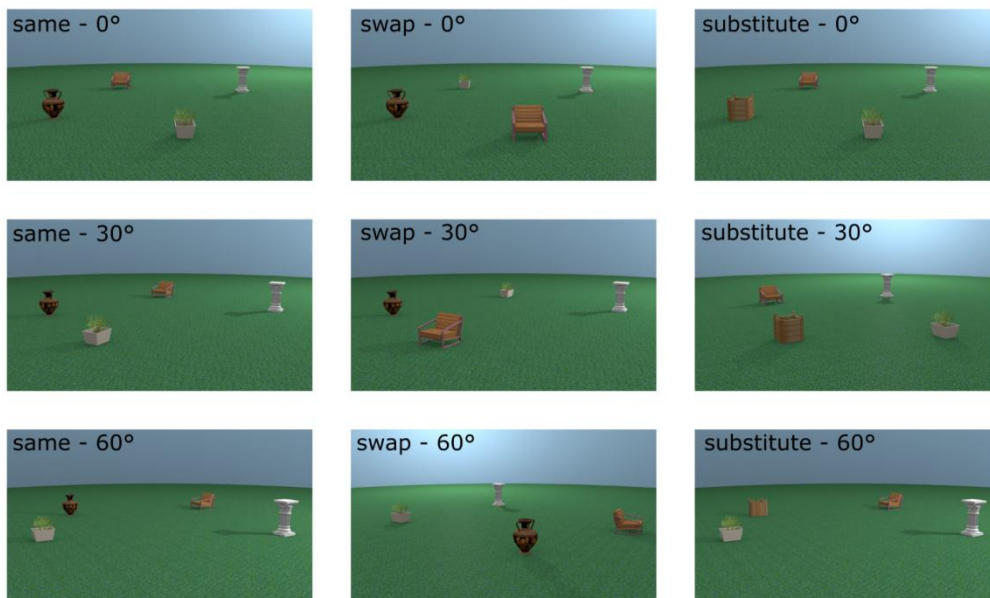 same - 0°
swap - 0°
substitute - 0°
same - 30°
swap - 30°
substitute - 30°
same - 60°
swap - 60°
substitute - 60°